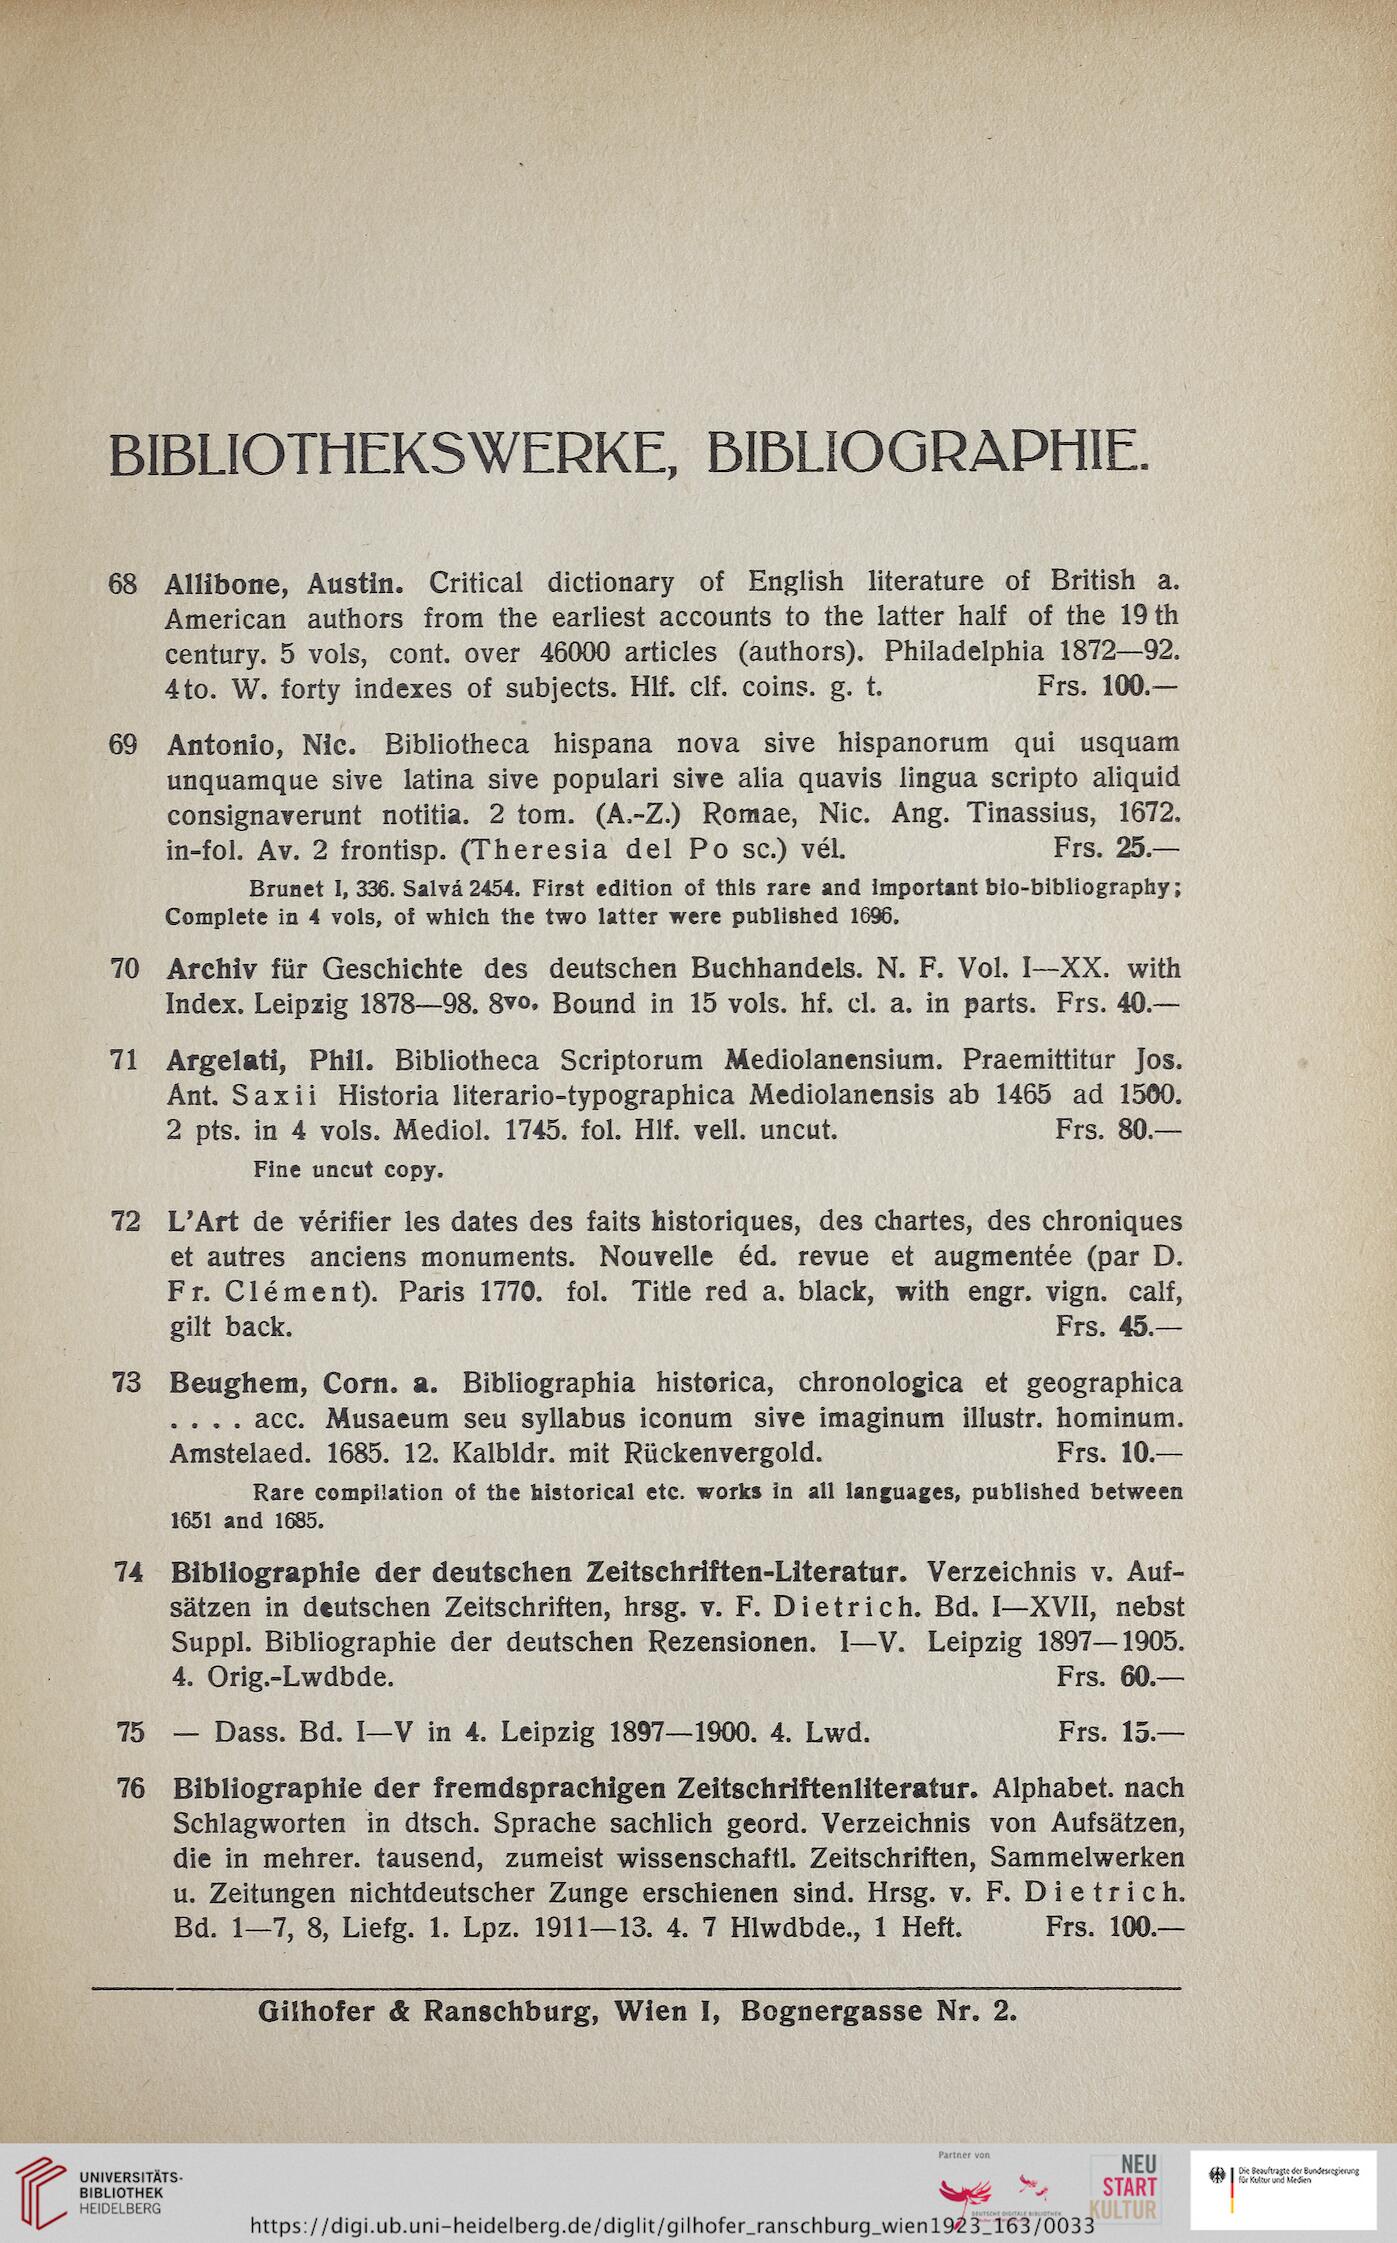 BIBLIOTHEKSWERKE, BIBLIOGRAPHIE.
68 Allibone, Austin. Critical dictionary of English literature of British a.
American authors from the earliest accounts to the latter half of the 19th
century. 5 vols, cont. over 46000 articles (authors). Philadelphia 1872—92.
4to. W. forty indexes of subjects. Hlf. clf. coins. g. t. Frs. 100.—
69 Antonio, Nic. Bibliotheca hispana nova sive hispanorum qui usquam
unquamque sive latina sive populari sive alia quavis lingua scripto aliquid
consignaverunt notitia. 2 tom. (A.-Z.) Romae, Nic. Ang. Tinassius, 1672.
in-fol. Av. 2 frontisp. (Theresia del Po sc.) vél. Frs. 25.—
Brunet I, 336. Salvá 2454. First edition of this rare and important bio-bibliography;
Complete in 4 vols, of which the two latter were published 1696.
70 Archiv für Geschichte des deutschen Buchhandels. N. F. Vol. I—XX. with
Index. Leipzig 1878—98. 8vo. Bound in 15 vols. hf. cl. a. in parts. Frs. 40.—
71 Argelati, Phil. Bibliotheca Scriptorum Mediolanensium. Praemittitur Jos.
Ant. Saxii Historia literario-typographica Mediolanensis ab 1465 ad 1500.
2 pts. in 4 vols. Mediol. 1745. fol. Hlf. vell. uncut. Frs. 80.—
Fine uncut copy.
72 L'Art de vérifier les dates des faits historiques, des chartes, des chroniques
et autres anciens monuments. Nouvelle éd. revue et augmentée (par D.
Fr. Clément). Paris 1770. fol. Title red a. black, with engr. vign. calf,
gilt back. Frs. 45.—
73 Beughem, Corn. a. Bibliographia historica, chronologica et geographica
. . . . acc. Musaeum seu syllabus iconum sive imaginum illustr. hominum.
Amstelaed. 1685. 12. Kalbldr. mit Rückenvergold. Frs. 10.—
Rare compilation of the historical etc. works in all languages, published between
1651 and 1685.
74 Bibliographie der deutschen Zeitschriften-Literatur. Verzeichnis v. Auf-
sätzen in deutschen Zeitschriften, hrsg. v. F. Dietrich. Bd. I—XVII, nebst
Suppl. Bibliographie der deutschen Rezensionen. I—V. Leipzig 1897—1905.
4. Orig.-Lwdbde. Frs. 60.—
75 — Dass. Bd. I—V in 4. Leipzig 1897—1900. 4. Lwd. Frs. 15.—
76 Bibliographie der fremdsprachigen Zeitschriftenliteratur. Alphabet. nach
Schlagworten in dtsch. Sprache sachlich geord. Verzeichnis von Aufsätzen,
die in mehrer. tausend, zumeist wissenschaftl. Zeitschriften, Sammelwerken
u. Zeitungen nichtdeutscher Zunge erschienen sind. Hrsg. v. F. Dietrich.
Bd. 1—7, 8, Liefg. 1. Lpz. 1911—13. 4. 7 Hlwdbde., 1 Heft. Frs. 100.—
Gilhofer & Ranschburg, Wien I, Bognergasse Nr. 2.
UNIVERSITÄTS-
BIBLIOTHEK
HEIDELBERG
https://digi.ub.uni-heidelberg.de/diglit/gilhofer_ranschburg_wien1923_163/0033
Partner von
DEUTSCHE DIGITALE BIBLIOTHEK
NEU
START
KULTUR
Die Beauftragte der Bundesregierung
für Kultur und Medien